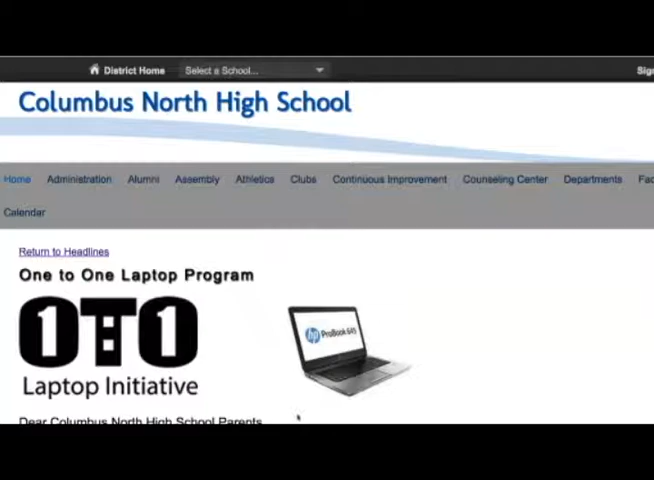 District Home Select a School...
Columbus North High School
Home Administration Alumni Assembly Athletics Clubs Continuous Improvement Counseling Center Departments
Calendar
Return to Headlines
One to One Laptop Program
1T1
hp ProBook 645
Laptop Initiative
Dear Columbus North High School Parents